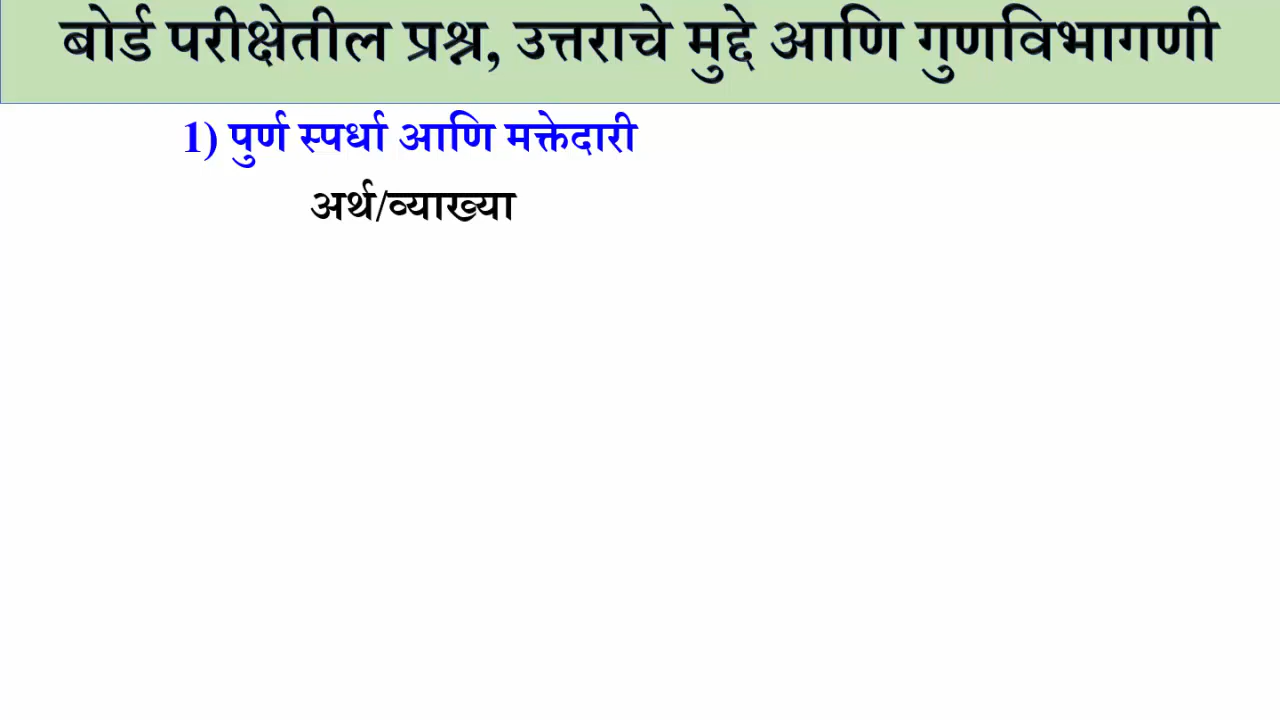 बोर्ड परीक्षेतील प्रश्न, उत्तराचे मुद्दे आणि गुणविभागणी
1) पुर्ण स्पर्धा आणि मक्तेदारी
अर्थ/व्याख्या